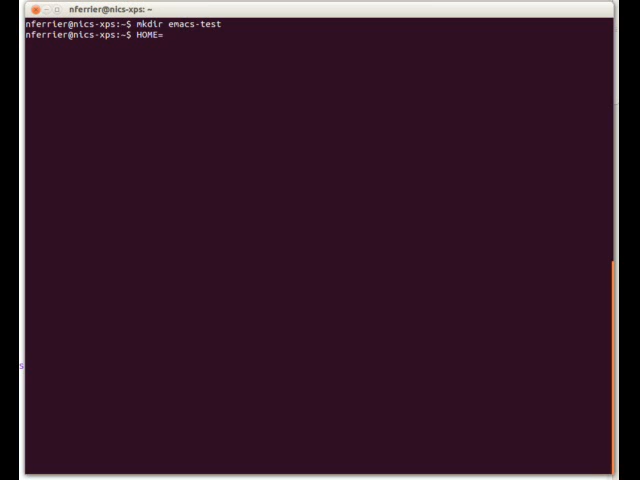 nferrier@nics-xps: ~
nferrier@nics-xps:~$ mkdir emacs-test
nferrier@nics-xps:~$ HOME=
s